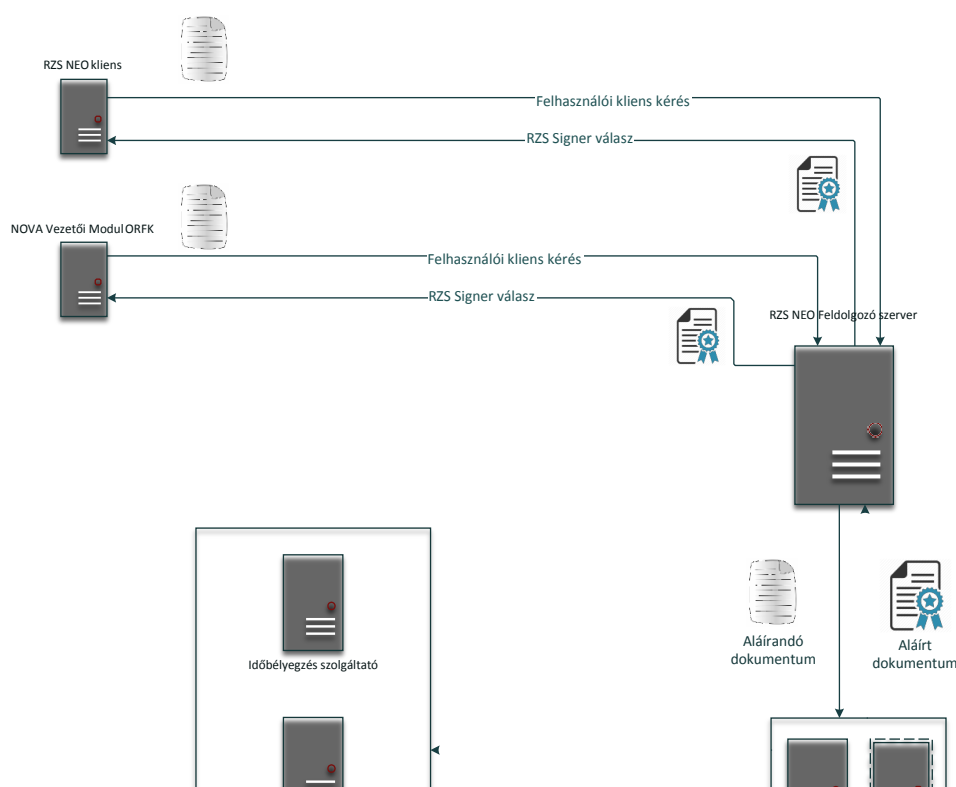 RZS NEO kliens
Felhasználói kliens kérés
RZS Signer válasz
NOVA Vezetői Modul ORFK
Felhasználói kliens kérés
RZS Signer válasz
RZS NEO Feldolgozó szerver
Aláírandó
dokumentum
Aláírt
dokumentum
Időbélyegzés szolgáltató